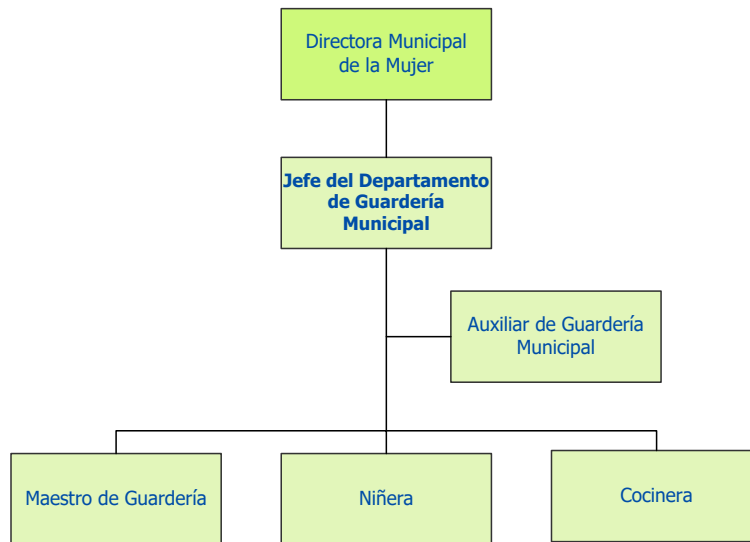 Directora Municipal
de la Mujer
Jefe del Departamento
de Guardería
Municipal
Auxiliar de Guardería
Municipal
Maestro de Guardería
Niñera
Cocinera